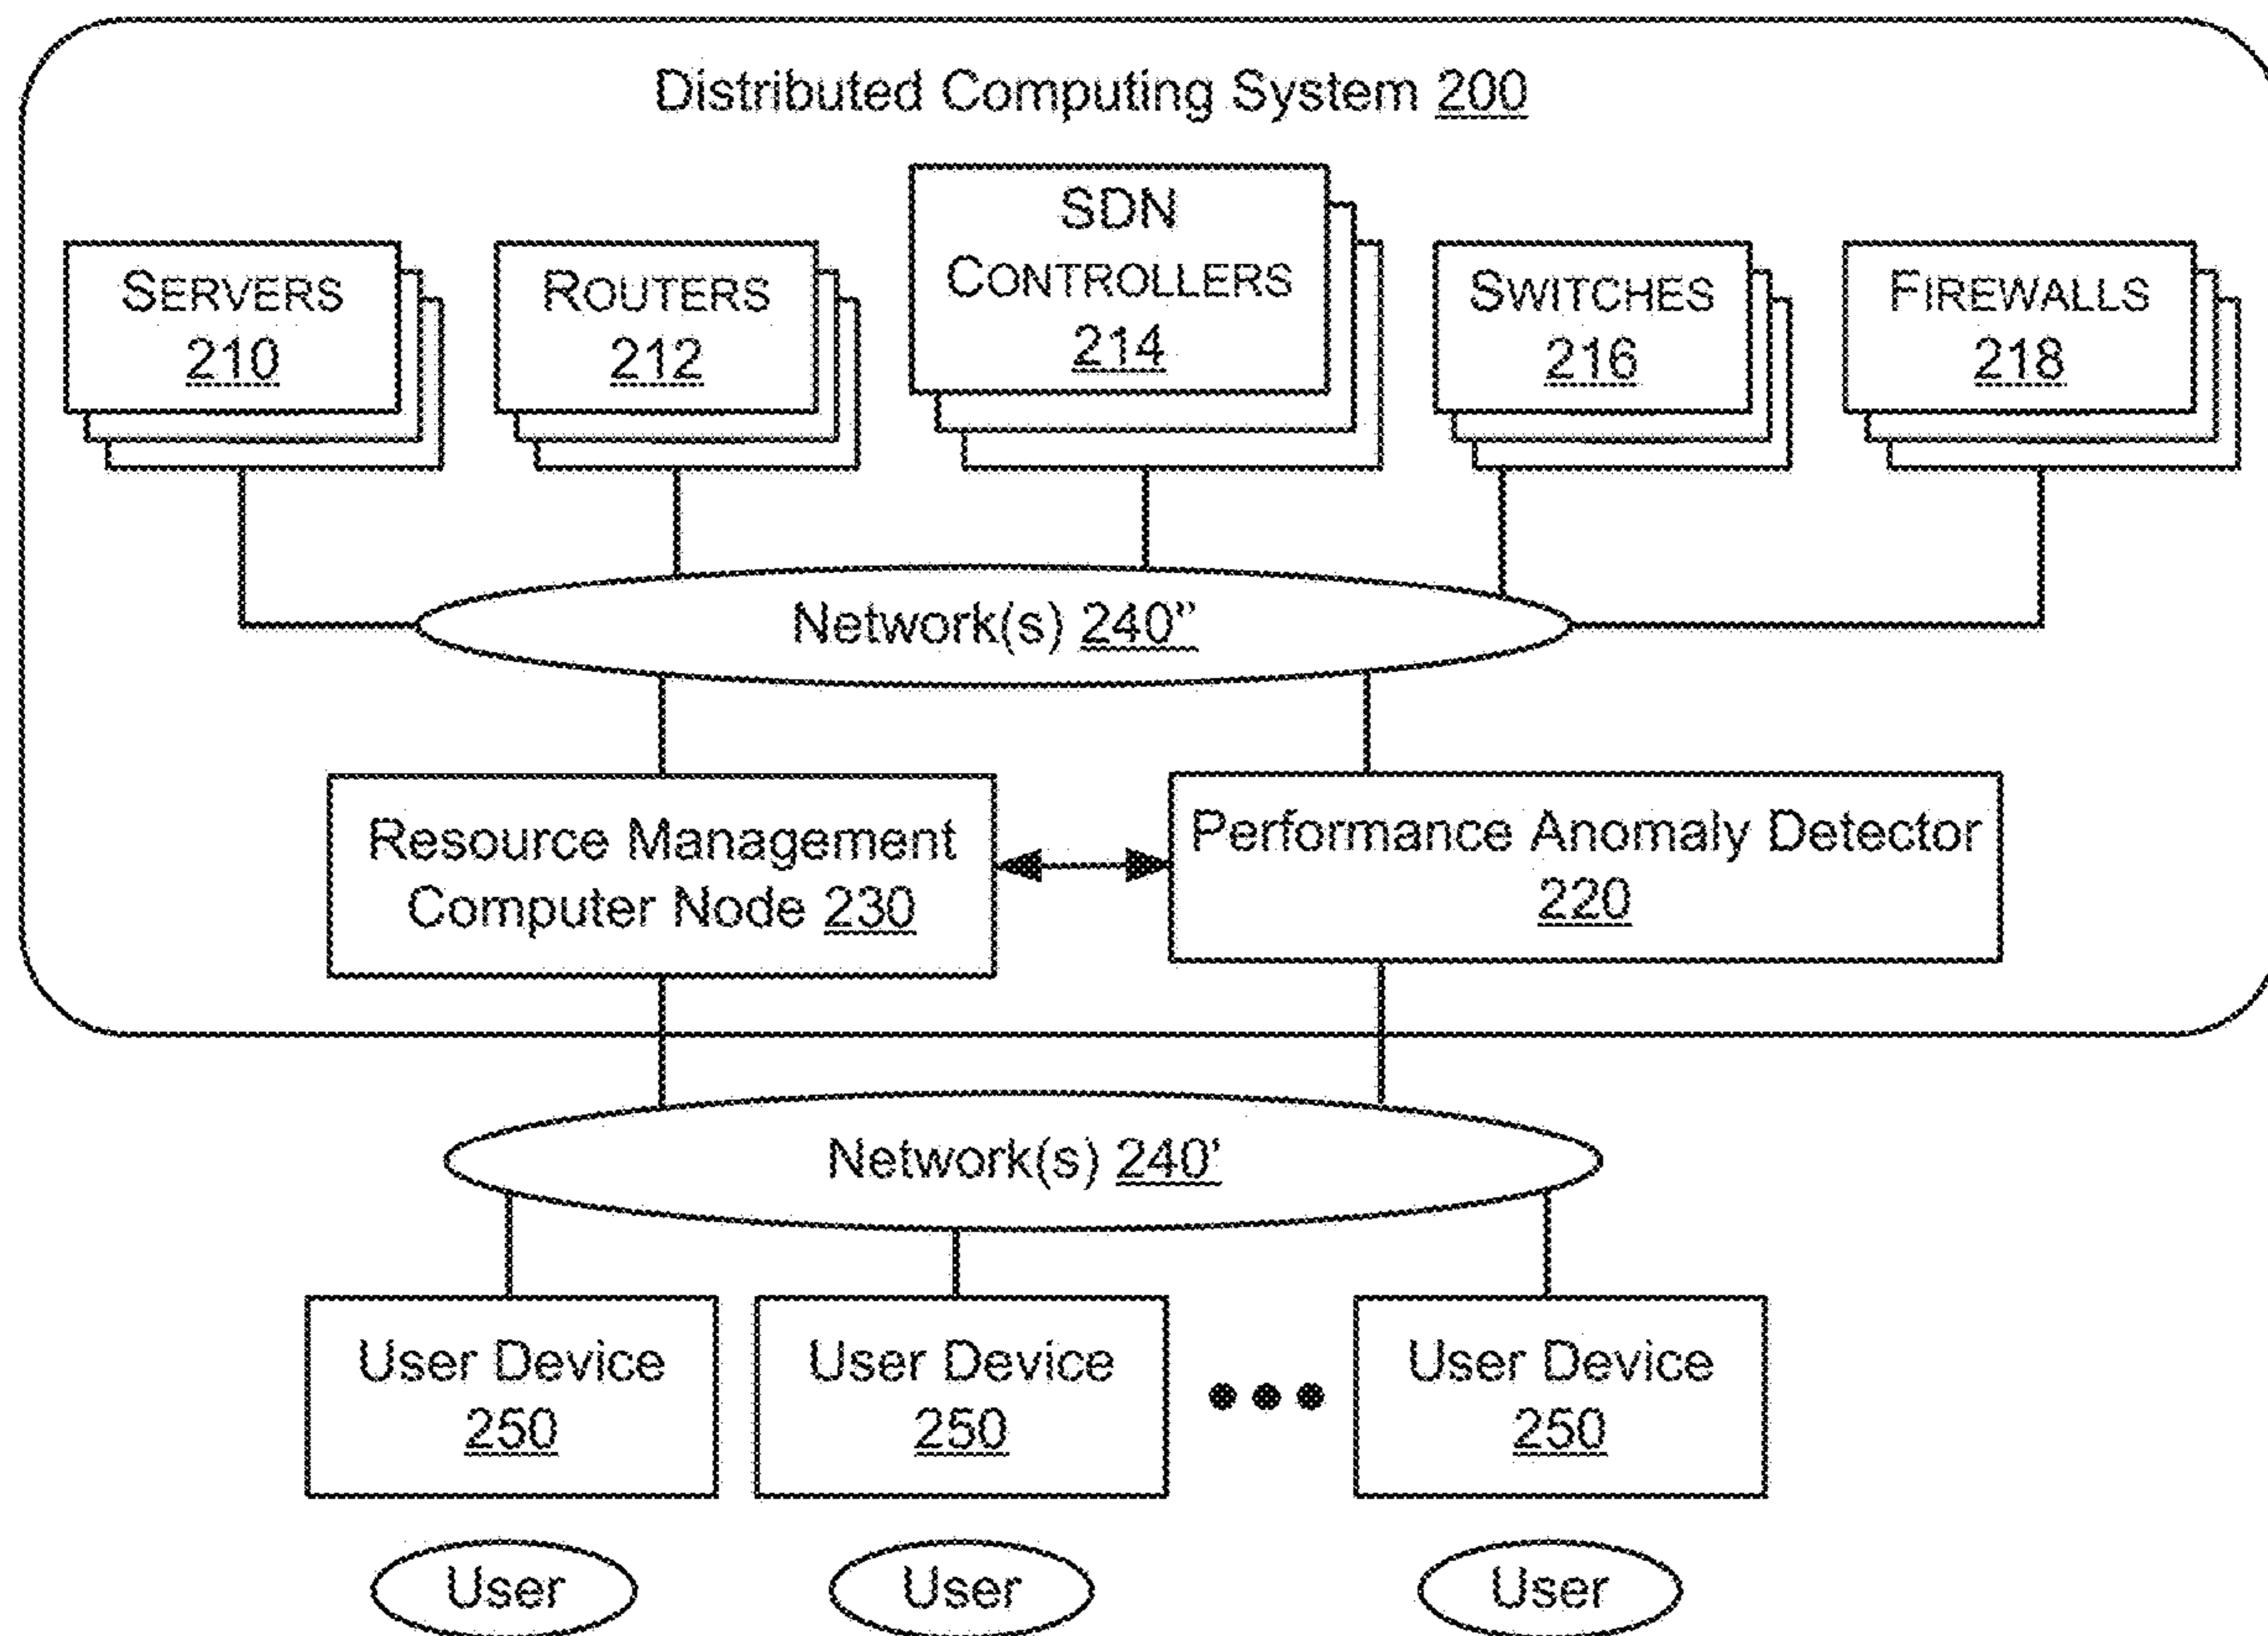 Distributed Computing System 200
SERVERS
210
ROUTERS
212
SDN
CONTROLLERS
214
SWITCHES
216
FIREWALLS
218
Network(s) 240”
Resource Management
Computer Node 230
Performance Anomaly Detector
220
Network(s) 240’
User Device
250
User Device
250
User Device
250
User
User
User